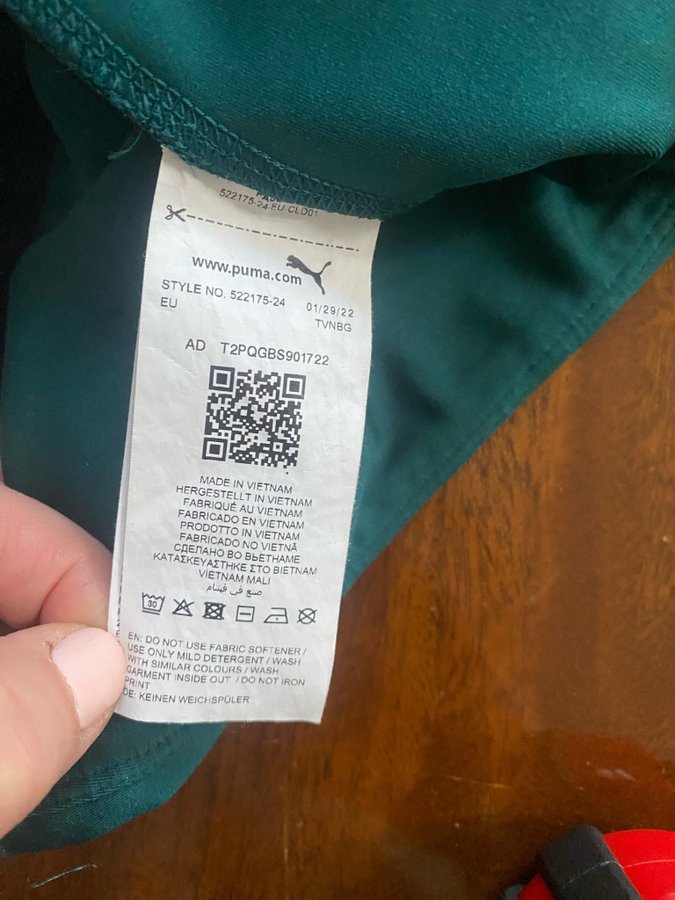 522175-24-EU-CLO01
www.puma.com
STYLE NO. 522175-24
EU
01/29/22
TVNBG
AD T2PQGBS901722
MADE IN VIETNAM
HERGESTELLT IN VIETNAM
FABRIQUÉ AU VIETNAM
FABRICADO EN VIETNAM
PRODOTTO IN VIETNAM
FABRICADO NO VIETNÃ
СДЕЛАНО ВО ВЬЕТНАМЕ
ΚΑΤΑΣΚΕΥΑΣΤΗΚΕ ΣΤΟ ΒΙΕΤΝΑΜ
VİETNAM MALI
صنع في فيتنام
30
EN: DO NOT USE FABRIC SOFTENER /
USE ONLY MILD DETERGENT / WASH
WITH SIMILAR COLOURS / WASH
GARMENT INSIDE OUT / DO NOT IRON
PRINT
DE: KEINEN WEICHSPÜLER